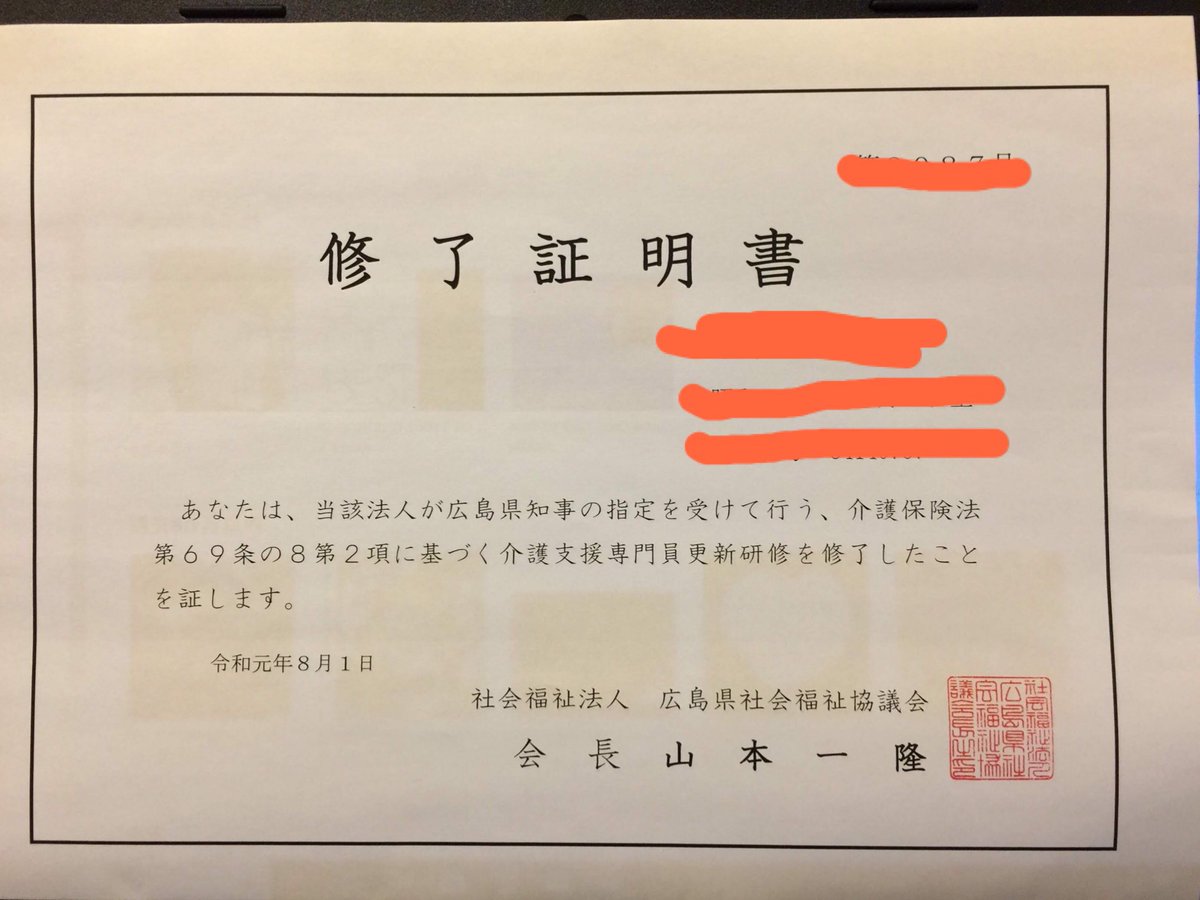 修了証明書
あなたは、当該法人が広島県知事の指定を受けて行う、介護保険法
第６９条の８第２項に基づく介護支援専門員更新研修を修了したこと
を証します。
令和元年８月１日
社会福祉法人　広島県社会福祉協議会
会長 山本一隆